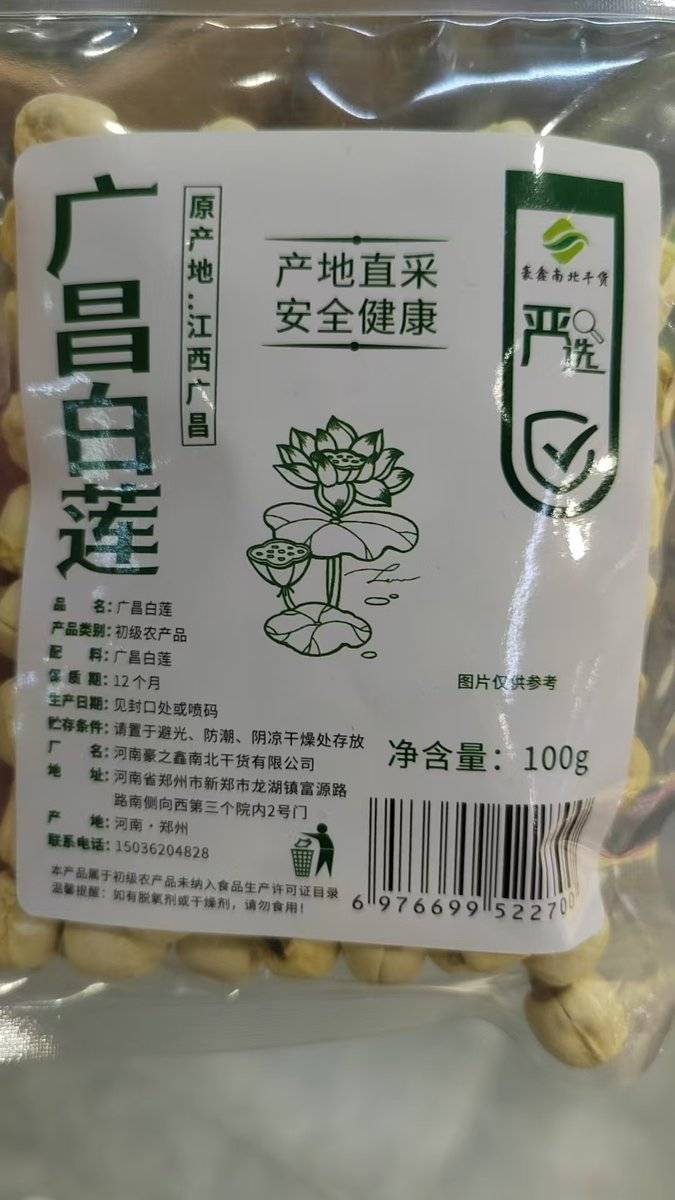 广昌白莲
原产地:江西广昌
产地直采
安全健康
豪鑫南北干货
严选
品 名：广昌白莲
产品类别：初级农产品
配 料：广昌白莲
保质期：12个月
生产日期：见封口处或喷码
贮存条件：请置于避光、防潮、阴凉干燥处存放
厂 名：河南豪之鑫南北干货有限公司
地 址：河南省郑州市新郑市龙湖镇富源路
路南侧向西第三个院内2号门
产 地：河南·郑州
联系电话：15036204828
本产品属于初级农产品未纳入食品生产许可证目录
温馨提醒：如有脱氧剂或干燥剂，请勿食用！
图片仅供参考
净含量：100g
6 976699 52270